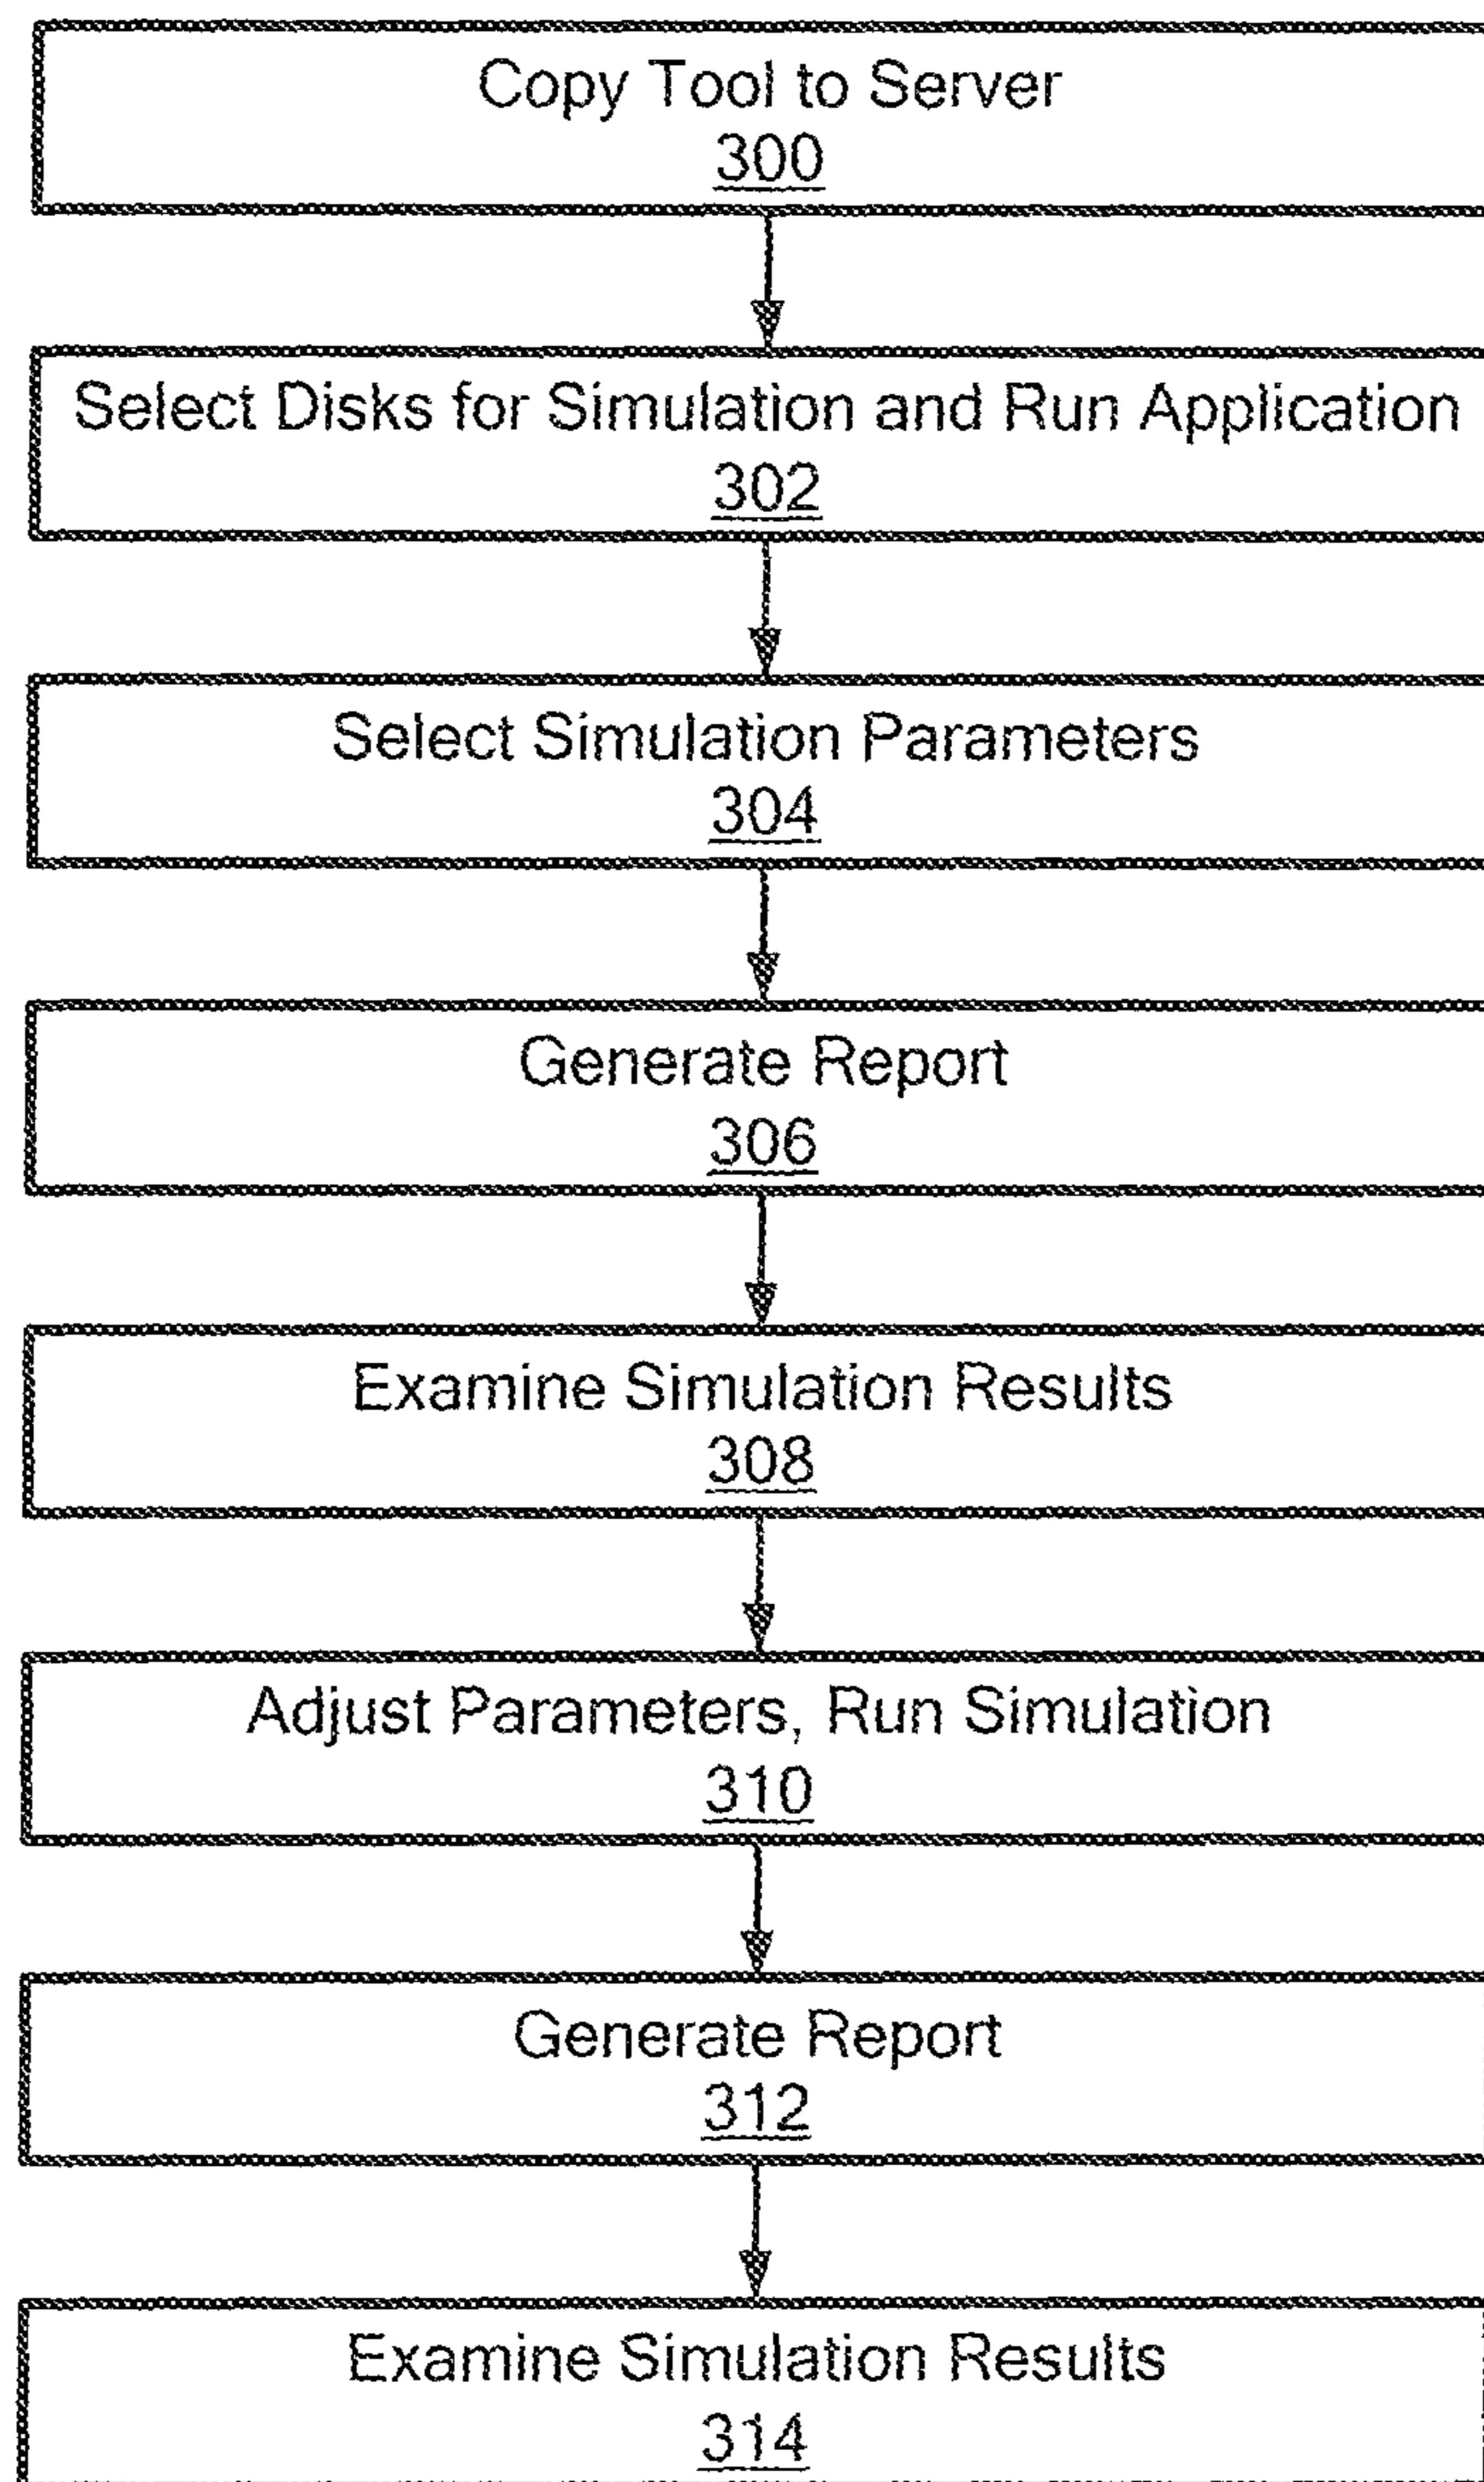 Copy Tool to Server
300
Select Disks for Simulation and Run Application
302
Select Simulation Parameters
304
Generate Report
306
Examine Simulation Results
308
Adjust Parameters, Run Simulation
310
Generate Report
312
Examine Simulation Results
314